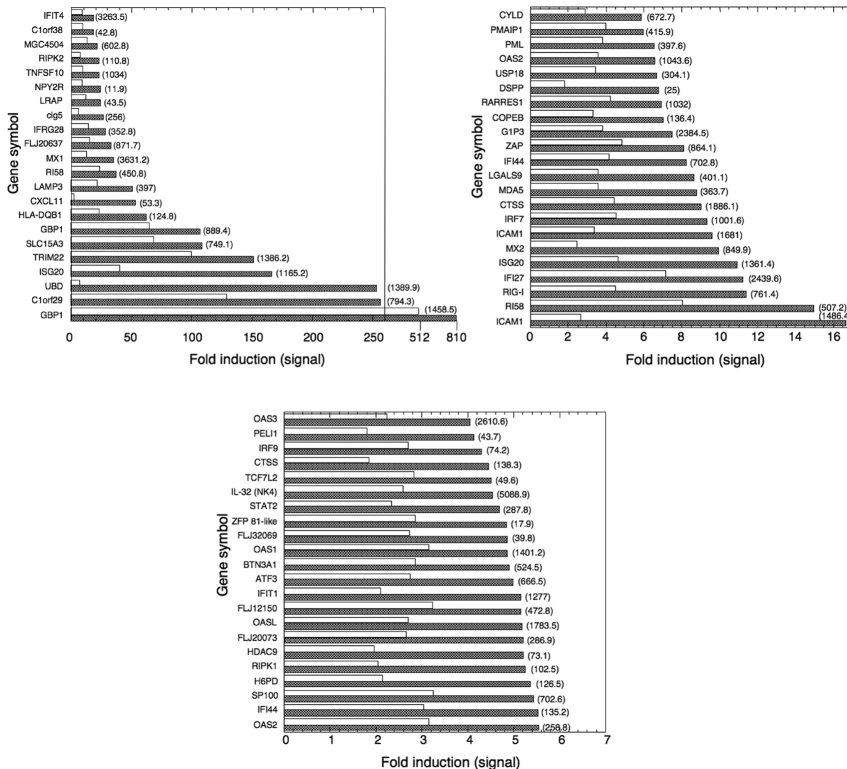 IFIT4 (3263.5)
C1orf38 (42.8)
MGC4504 (602.8)
RIPK2 (110.8)
TNFSF10 (1034)
NPY2R (11.9)
LRAP (43.5)
cig5 (256)
IFRG28 (352.8)
FLJ20637 (871.7)
MX1 (3631.2)
RI58 (450.8)
LAMP3 (397)
CXCL11 (53.3)
HLA-DQB1 (124.8)
GBP1 (889.4)
SLC15A3 (749.1)
TRIM22 (1386.2)
ISG20 (1165.2)
UBD (1389.9)
C1orf29 (794.3)
GBP1 (1458.5)
Gene symbol
0 50 100 150 200 250 512 810
Fold induction (signal)
CYLD (672.7)
PMAIP1 (415.9)
PML (397.6)
OAS2 (1043.6)
USP18 (304.1)
DSPP (25)
RARRES1 (1032)
COPEB (136.4)
G1P3 (2384.5)
ZAP (864.1)
IFI44 (702.8)
LGALS9 (401.1)
MDA5 (363.7)
CTSS (1886.1)
IRF7 (1001.6)
ICAM1 (1681)
MX2 (849.9)
ISG20 (1361.4)
IFI27 (2439.6)
RIG-I (761.4)
RI58 (507.2)
ICAM1 (1486.4
Gene symbol
0 2 4 6 8 10 12 14 16
Fold induction (signal)
OAS3 (2610.6)
PELI1 (43.7)
IRF9 (74.2)
CTSS (138.3)
TCF7L2 (49.6)
IL-32 (NK4) (5088.9)
STAT2 (287.8)
ZFP 81-like (17.9)
FLJ32069 (39.8)
OAS1 (1401.2)
BTN3A1 (524.5)
ATF3 (666.5)
IFIT1 (1277)
FLJ12150 (472.8)
OASL (1783.5)
FLJ20073 (286.9)
HDAC9 (73.1)
RIPK1 (102.5)
H6PD (126.5)
SP100 (702.6)
IFI44 (135.2)
OAS2 (258.8)
Gene symbol
0 1 2 3 4 5 6 7
Fold induction (signal)